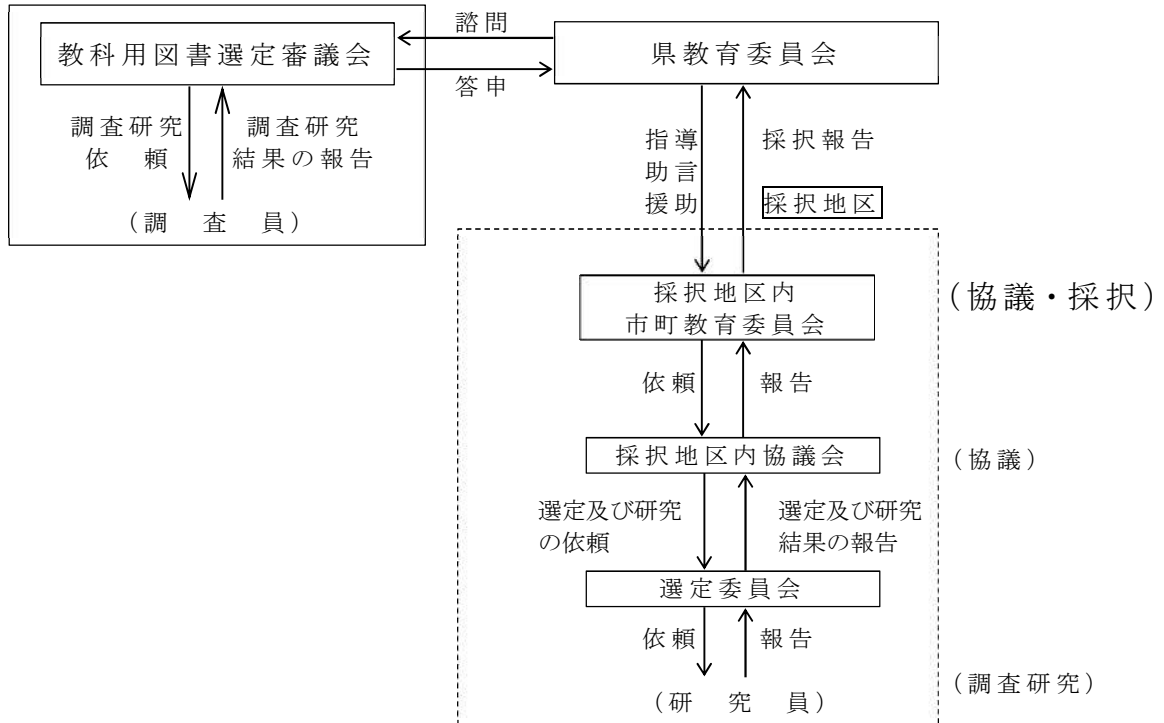 諮問
教科用図書選定審議会
県教育委員会
答申
調査研究
依頼
調査研究
結果の報告
(調査員)
指導
助言
援助
採択報告
採択地区
採択地区内
市町教育委員会
(協議・採択)
依頼
報告
採択地区内協議会
(協議)
選定及び研究
の依頼
選定及び研究
結果の報告
選定委員会
依頼
報告
(研究員)
(調査研究)